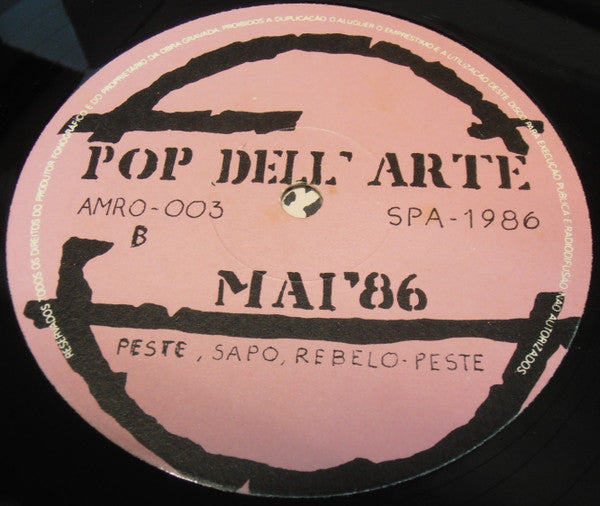 RESERVADOS TODOS OS DIREITOS DO PRODUTOR FONOGRÁFICO E DO PROPRIETÁRIO DA OBRA GRAVADA. PROIBIDOS A DUPLICAÇÃO O ALUGUER O EMPRÉSTIMO E A UTILIZAÇÃO DESTE DISCO PARA EXECUÇÃO PÚBLICA E RADIODIFUSÃO NÃO AUTORIZADOS.
POP DELL' ARTE
AMRO-003 SPA-1986
B
MAI'86
PESTE, SAPO, REBELO-PESTE